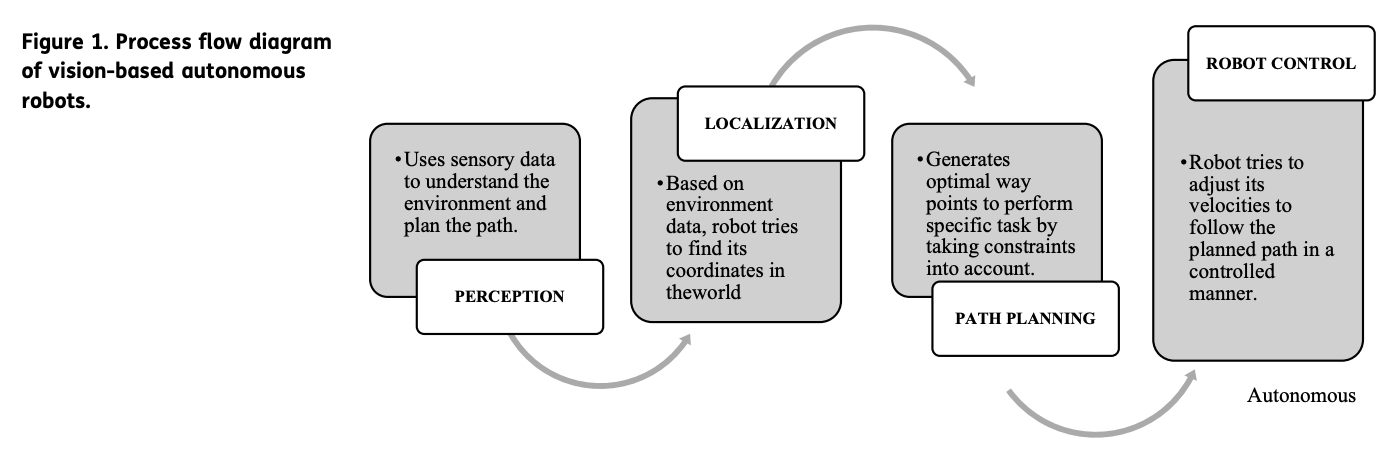 Figure 1. Process flow diagram
of vision-based autonomous
robots.
•Uses sensory data
to understand the
environment and
plan the path.
PERCEPTION
LOCALIZATION
•Based on
environment
data, robot tries
to find its
coordinates in
theworld
•Generates
optimal way
points to perform
specific task by
taking constraints
into account.
PATH PLANNING
ROBOT CONTROL
•Robot tries to
adjust its
velocities to
follow the
planned path in a
controlled
manner.
Autonomous